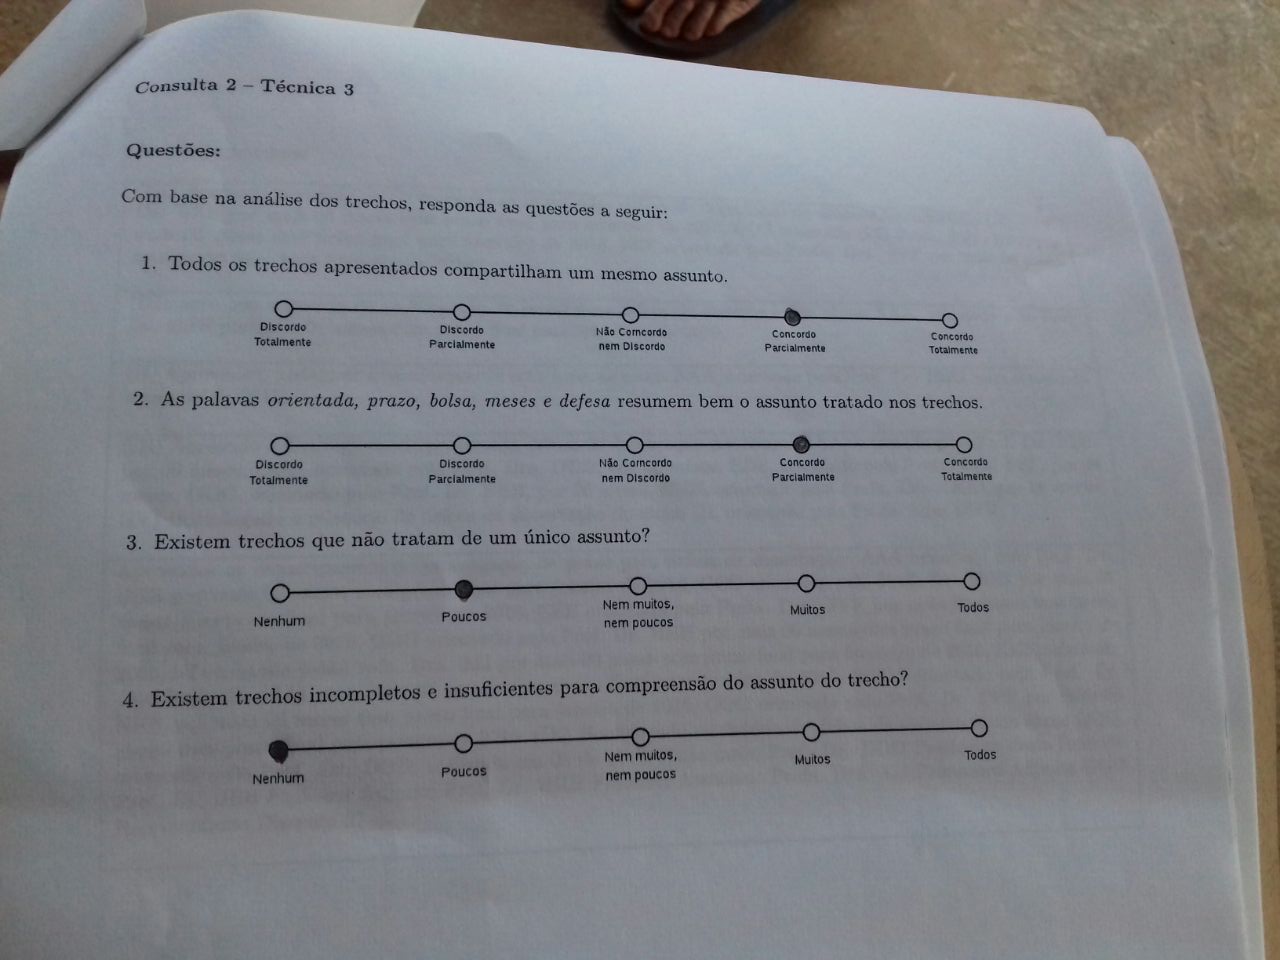 Consulta 2 – Técnica 3
Questões:
Com base na análise dos trechos, responda as questões a seguir:
1. Todos os trechos apresentados compartilham um mesmo assunto.
Discordo Totalmente
Discordo Parcialmente
Não Corncordo nem Discordo
Concordo Parcialmente
Concordo Totalmente
2. As palavas orientada, prazo, bolsa, meses e defesa resumem bem o assunto tratado nos trechos.
Discordo Totalmente
Discordo Parcialmente
Não Corncordo nem Discordo
Concordo Parcialmente
Concordo Totalmente
3. Existem trechos que não tratam de um único assunto?
Nenhum
Poucos
Nem muitos, nem poucos
Muitos
Todos
4. Existem trechos incompletos e insuficientes para compreensão do assunto do trecho?
Nenhum
Poucos
Nem muitos, nem poucos
Muitos
Todos